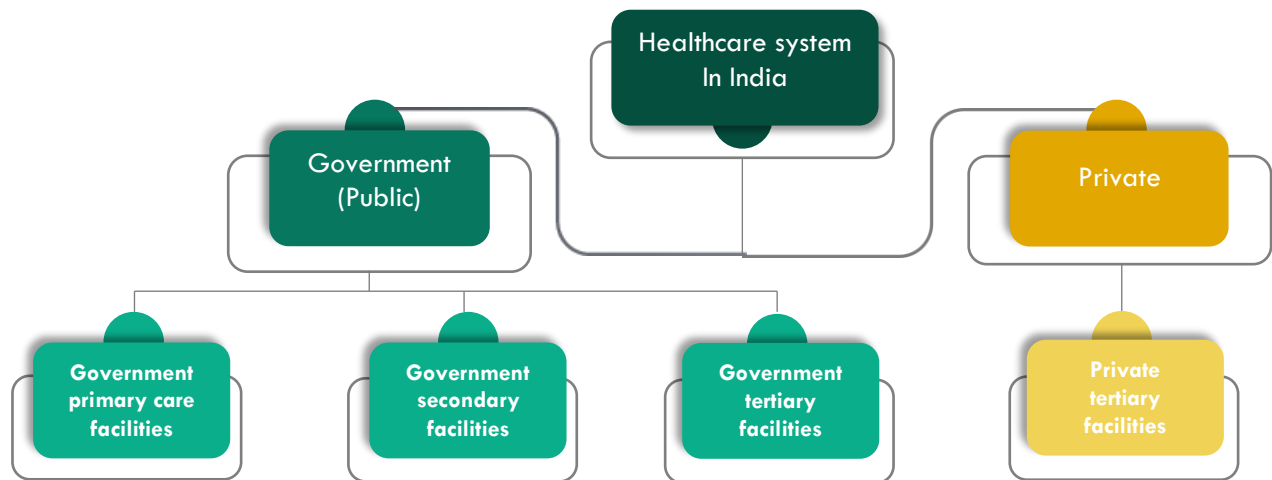 Healthcare system
In India
Government
(Public)
Private
Government
primary care
facilities
Government
secondary
facilities
Government
tertiary
facilities
Private
tertiary
facilities